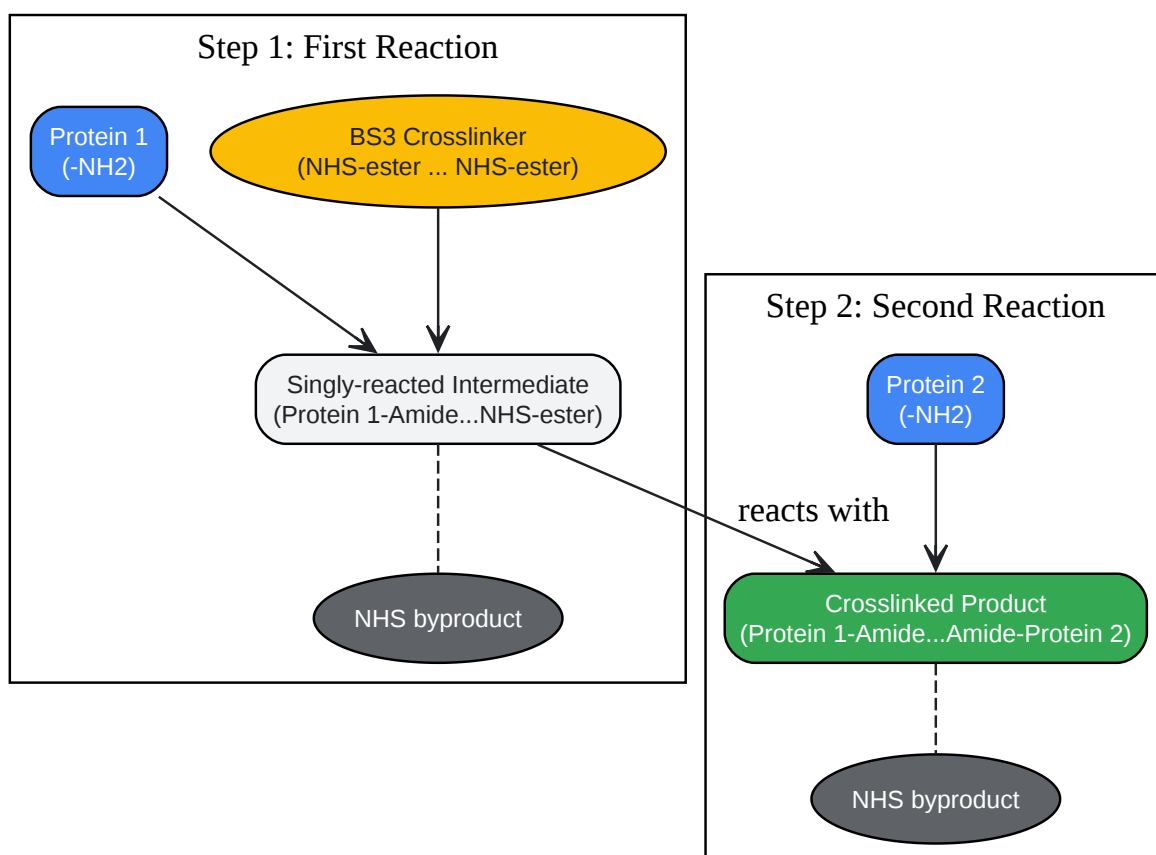 Step 1: First Reaction
Protein 1
(-NH2)
BS3 Crosslinker
(NHS-ester ... NHS-ester)
Singly-reacted Intermediate
(Protein 1-Amide...NHS-ester)
NHS byproduct
Step 2: Second Reaction
Protein 2
(-NH2)
reacts with
Crosslinked Product
(Protein 1-Amide...Amide-Protein 2)
NHS byproduct